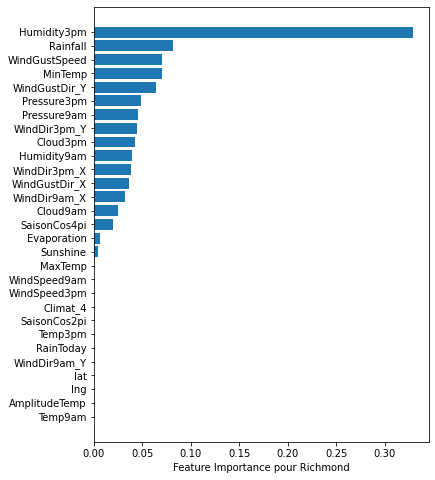 Humidity3pm
Rainfall
WindGustSpeed
MinTemp
WindGustDir_Y
Pressure3pm
Pressure9am
WindDir3pm_Y
Cloud3pm
Humidity9am
WindDir3pm_X
WindGustDir_X
WindDir9am_X
Cloud9am
SaisonCos4pi
Evaporation
Sunshine
MaxTemp
WindSpeed9am
WindSpeed3pm
Climat_4
SaisonCos2pi
Temp3pm
RainToday
WindDir9am_Y
lat
lng
AmplitudeTemp
Temp9am
0.00 0.05 0.10 0.15 0.20 0.25 0.30
Feature Importance pour Richmond